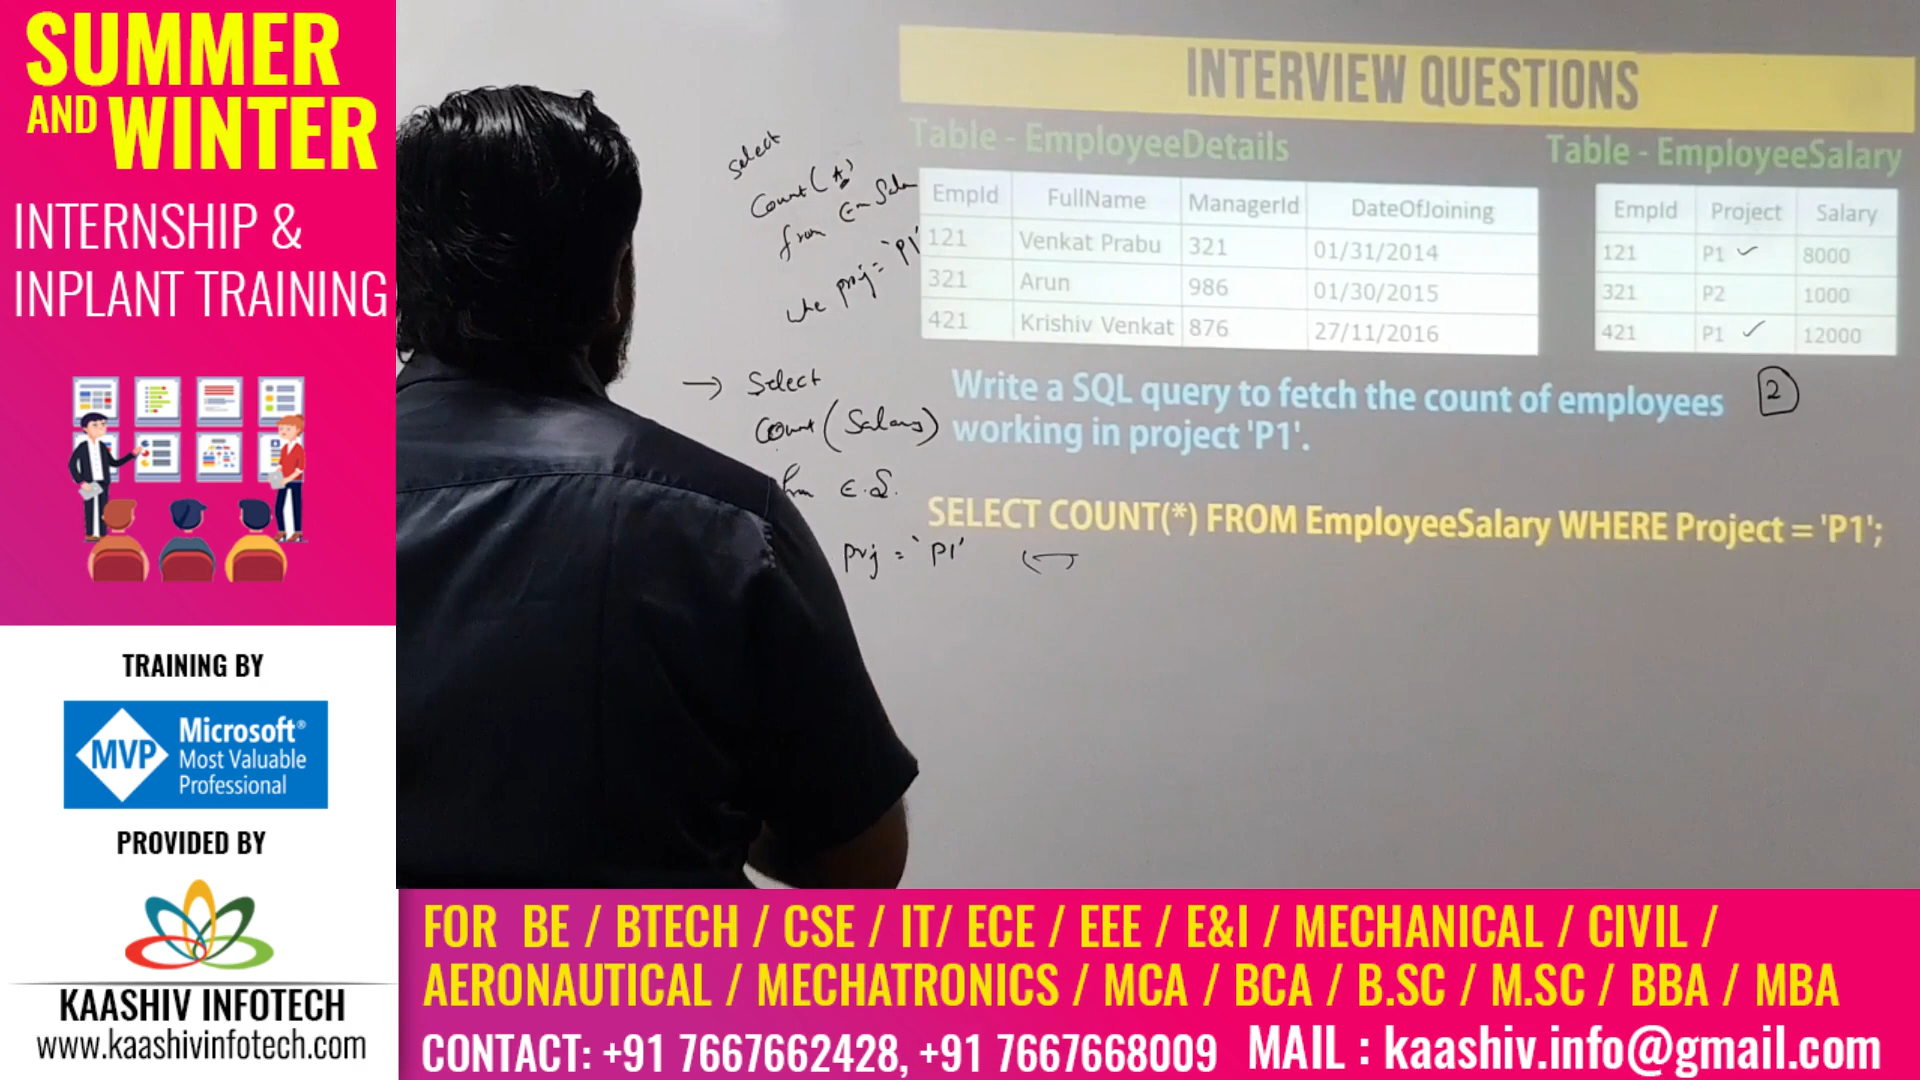 SUMMER
AND WINTER
INTERNSHIP &
INPLANT TRAINING
TRAINING BY
MVP
Microsoft®
Most Valuable
Professional
PROVIDED BY
KAASHIV INFOTECH
www.kaashivinfotech.com
select
Count(*)
from
proj = 'P1'
→ Select
Count (Salary)
E.S.
prj = 'P1'
INTERVIEW QUESTIONS
Table - EmployeeDetails
EmpId FullName ManagerId DateOfJoining
121 Venkat Prabu 321 01/31/2014
321 Arun 986 01/30/2015
421 Krishiv Venkat 876 27/11/2016
Table - EmployeeSalary
EmpId Project Salary
121 P1 ✓ 8000
321 P2 1000
421 P1 ✓ 12000
Write a SQL query to fetch the count of employees
working in project 'P1'.
2
SELECT COUNT(*) FROM EmployeeSalary WHERE Project = 'P1';
FOR BE / BTECH / CSE / IT/ ECE / EEE / E&I / MECHANICAL / CIVIL /
AERONAUTICAL / MECHATRONICS / MCA / BCA / B.SC / M.SC / BBA / MBA
CONTACT: +91 7667662428, +91 7667668009 MAIL : kaashiv.info@gmail.com